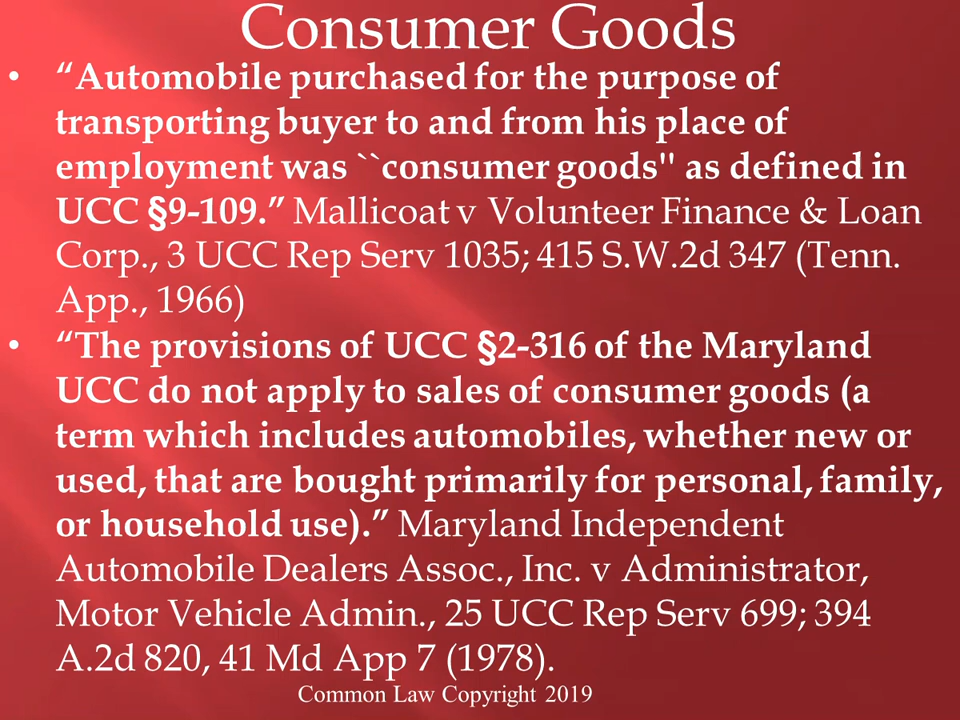 Consumer Goods
• “Automobile purchased for the purpose of
transporting buyer to and from his place of
employment was ``consumer goods'' as defined in
UCC §9-109.” Mallicoat v Volunteer Finance & Loan
Corp., 3 UCC Rep Serv 1035; 415 S.W.2d 347 (Tenn.
App., 1966)
• “The provisions of UCC §2-316 of the Maryland
UCC do not apply to sales of consumer goods (a
term which includes automobiles, whether new or
used, that are bought primarily for personal, family,
or household use).” Maryland Independent
Automobile Dealers Assoc., Inc. v Administrator,
Motor Vehicle Admin., 25 UCC Rep Serv 699; 394
A.2d 820, 41 Md App 7 (1978).
Common Law Copyright 2019